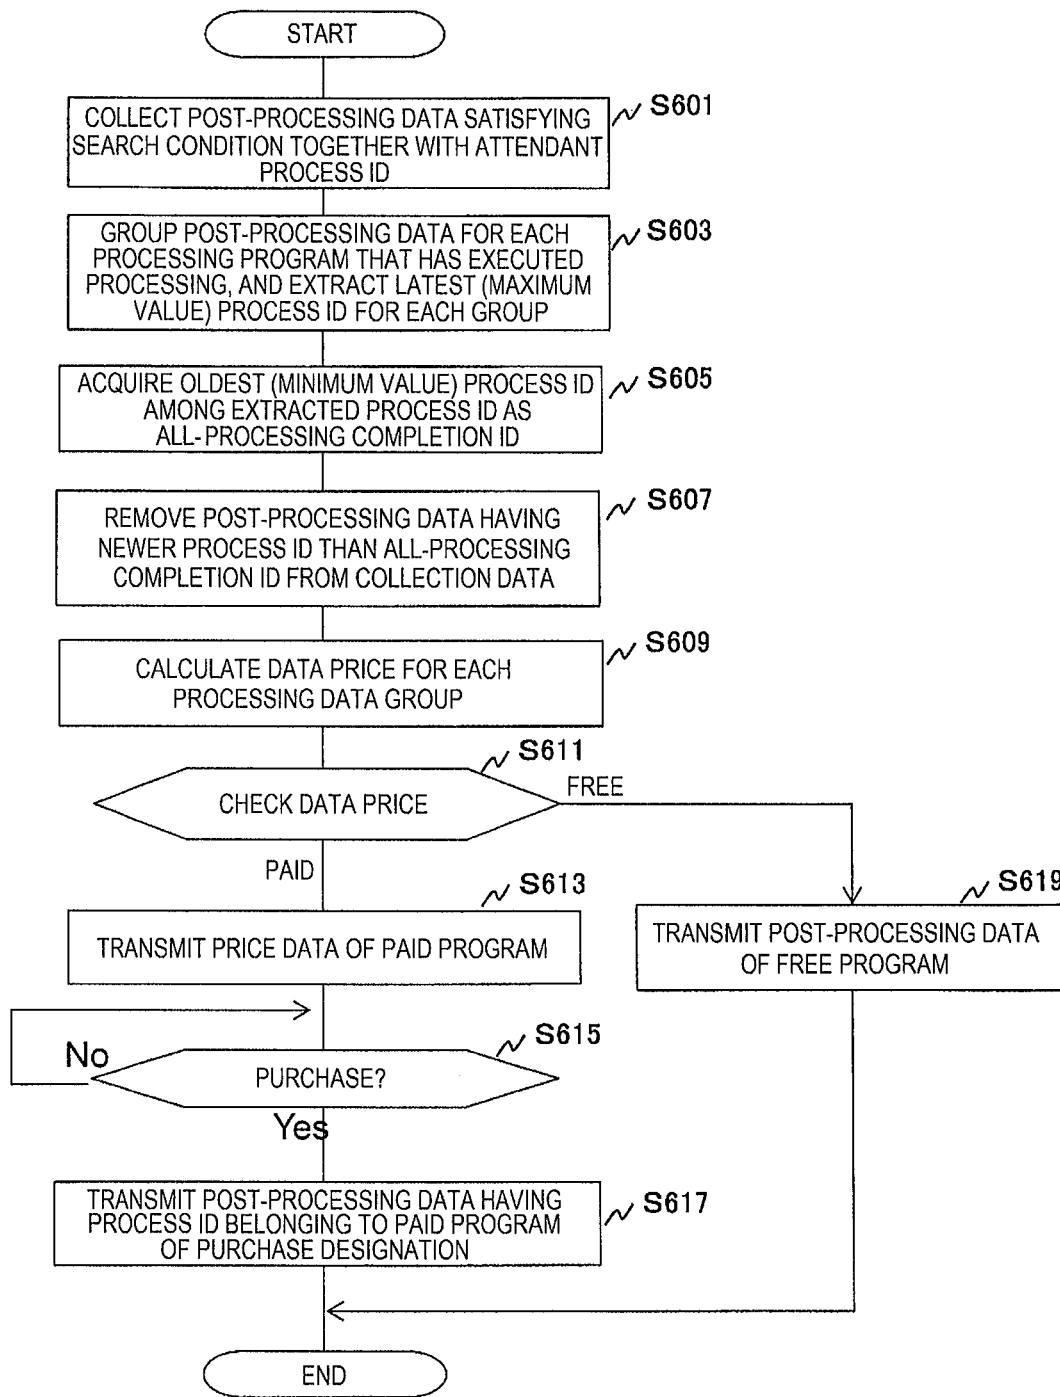 START
S601
COLLECT POST-PROCESSING DATA SATISFYING
SEARCH CONDITION TOGETHER WITH ATTENDANT
PROCESS ID
S603
GROUP POST-PROCESSING DATA FOR EACH
PROCESSING PROGRAM THAT HAS EXECUTED
PROCESSING, AND EXTRACT LATEST (MAXIMUM
VALUE) PROCESS ID FOR EACH GROUP
S605
ACQUIRE OLDEST (MINIMUM VALUE) PROCESS ID
AMONG EXTRACTED PROCESS ID AS
ALL-PROCESSING COMPLETION ID
S607
REMOVE POST-PROCESSING DATA HAVING
NEWER PROCESS ID THAN ALL-PROCESSING
COMPLETION ID FROM COLLECTION DATA
S609
CALCULATE DATA PRICE FOR EACH
PROCESSING DATA GROUP
S611
CHECK DATA PRICE
FREE
PAID
S613
TRANSMIT PRICE DATA OF PAID PROGRAM
S619
TRANSMIT POST-PROCESSING DATA
OF FREE PROGRAM
S615
No
PURCHASE?
Yes
S617
TRANSMIT POST-PROCESSING DATA HAVING
PROCESS ID BELONGING TO PAID PROGRAM
OF PURCHASE DESIGNATION
END